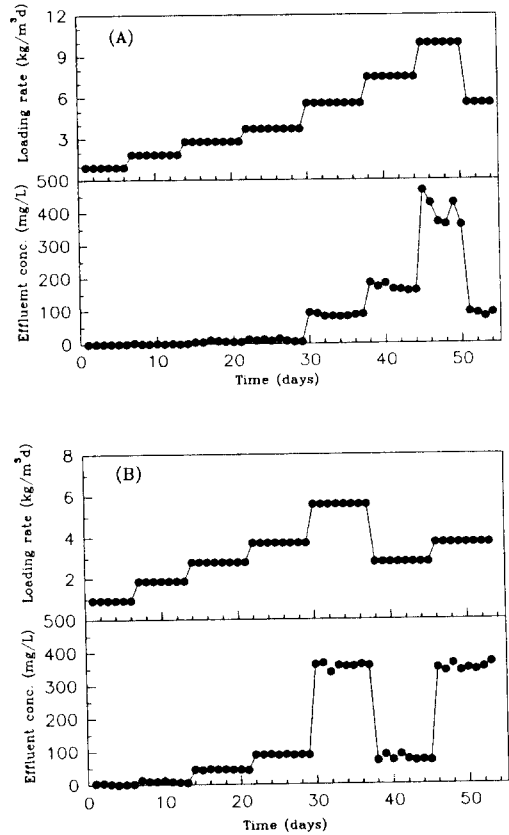 (A)
Loading rate (kg/m³d)
12
9
6
3
Effluemt conc. (mg/L)
500
400
300
200
100
0
0 10 20 30 40 50
Time (days)
(B)
Loading rate (kg/m³d)
8
6
4
2
Effluent conc. (mg/L)
500
400
300
200
100
0
0 10 20 30 40 50
Time (days)